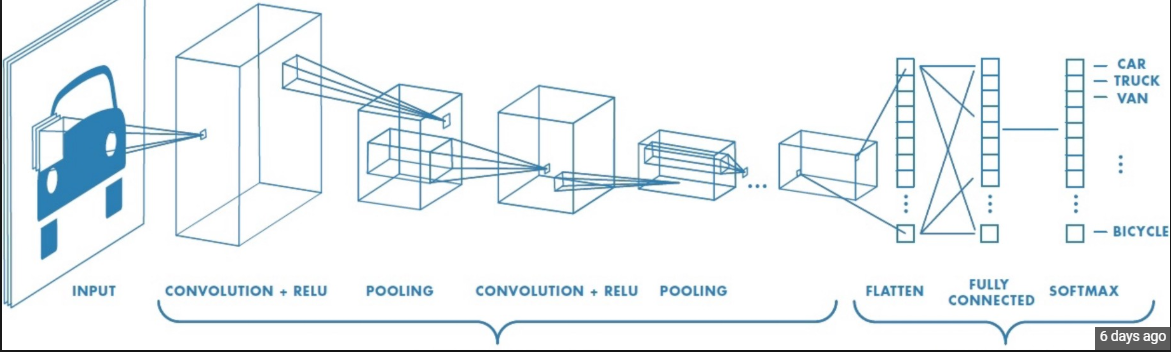 CAR
TRUCK
VAN
BICYCLE
INPUT
CONVOLUTION + RELU
POOLING
CONVOLUTION + RELU
POOLING
FLATTEN
FULLY
CONNECTED
SOFTMAX
6 days ago